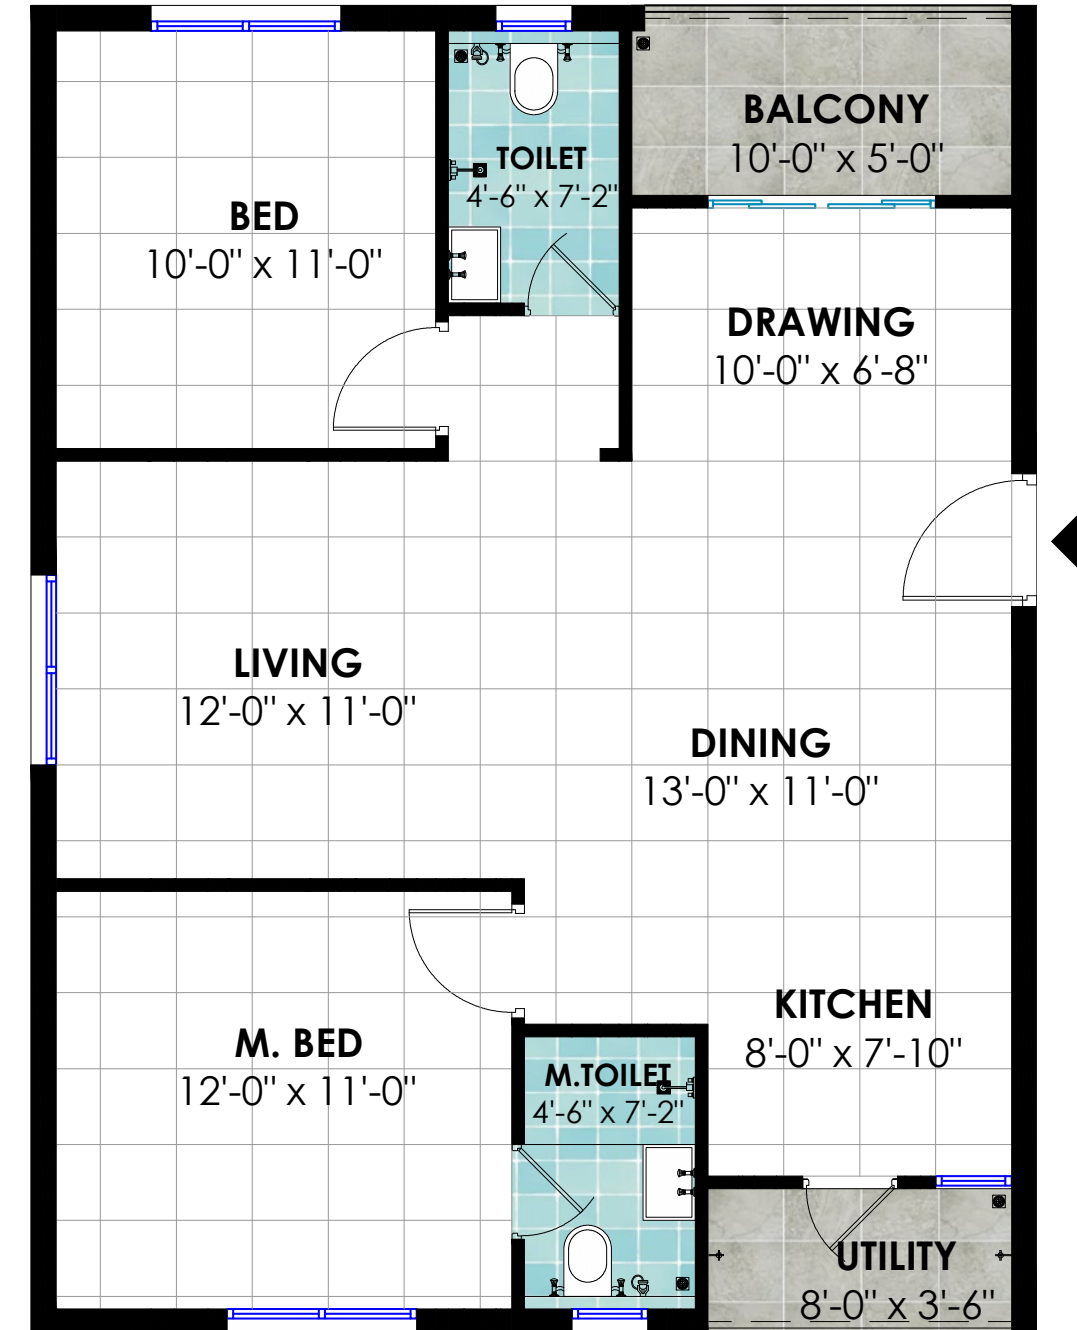 BALCONY
10'-0" x 5'-0"
TOILET
4'-6" x 7'-2"
BED
10'-0" x 11'-0"
DRAWING
10'-0" x 6'-8"
LIVING
12'-0" x 11'-0"
DINING
13'-0" x 11'-0"
KITCHEN
8'-0" x 7'-10"
M. BED
12'-0" x 11'-0"
M.TOILET
4'-6" x 7'-2"
UTILITY
8'-0" x 3'-6"